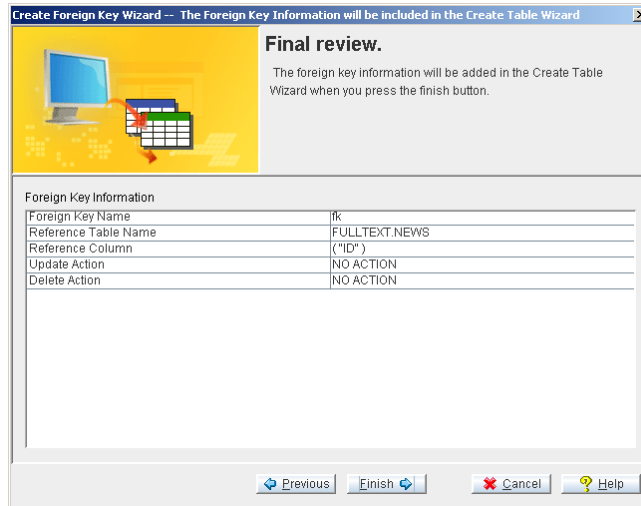 Create Foreign Key Wizard -- The Foreign Key Information will be included in the Create Table Wizard
Final review.
The foreign key information will be added in the Create Table
Wizard when you press the finish button.
Foreign Key Information
Foreign Key Name fk
Reference Table Name FULLTEXT.NEWS
Reference Column ( "ID" )
Update Action NO ACTION
Delete Action NO ACTION
Previous Finish Cancel Help